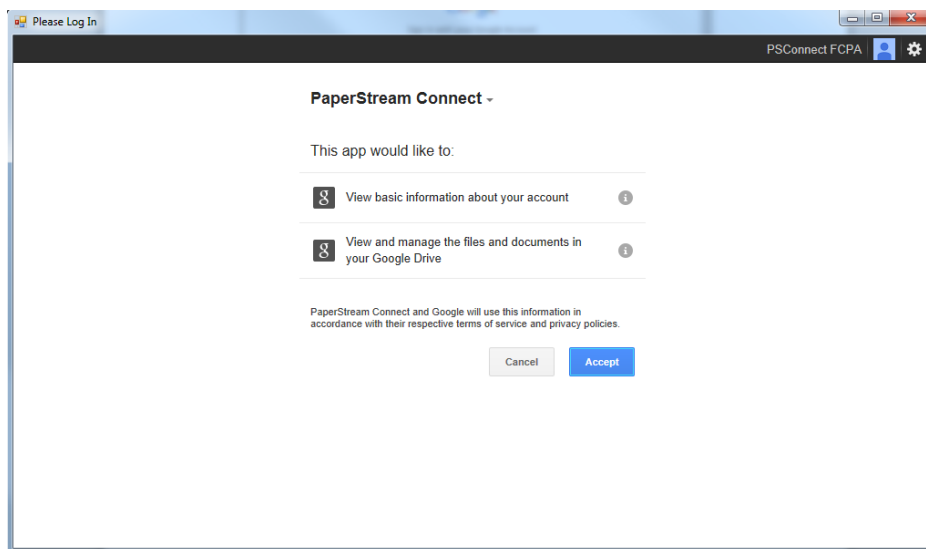 Please Log In
PSConnect FCPA
PaperStream Connect
This app would like to:
g View basic information about your account i
g View and manage the files and documents in
your Google Drive i
PaperStream Connect and Google will use this information in
accordance with their respective terms of service and privacy policies.
Cancel Accept